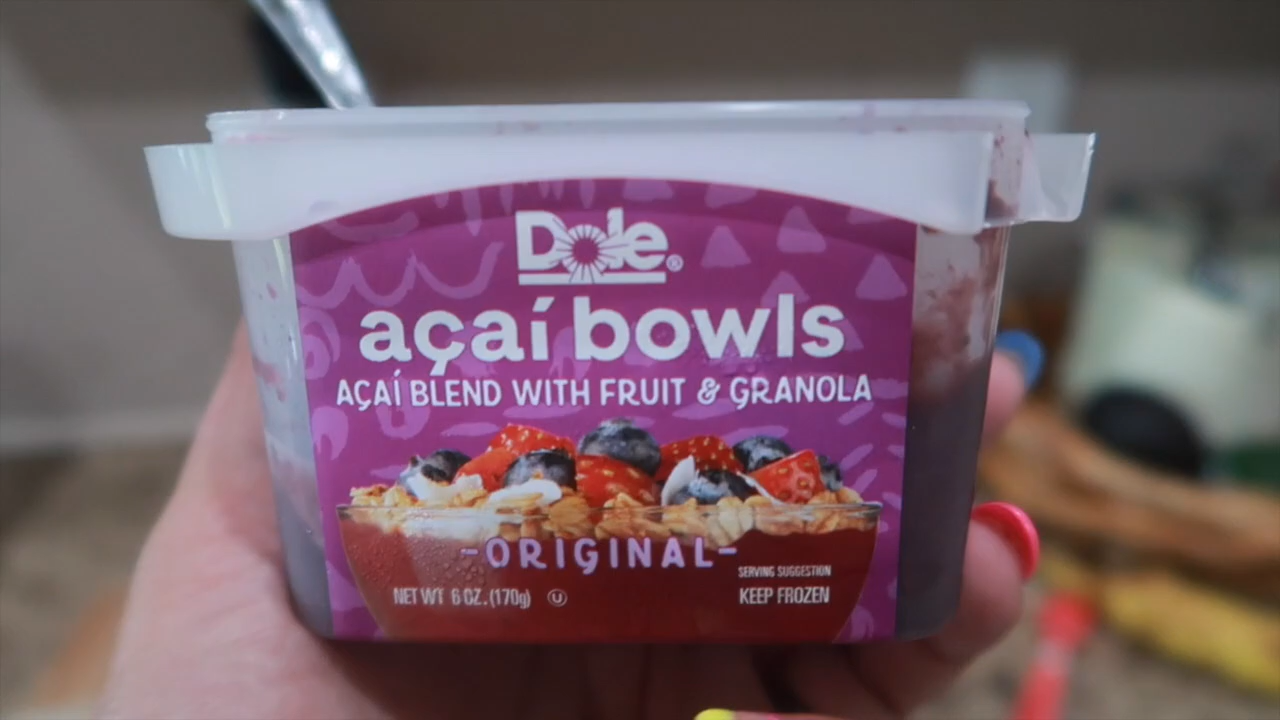 Dole®
açaí bowls
AÇAÍ BLEND WITH FRUIT & GRANOLA
-ORIGINAL-
SERVING SUGGESTION
NET WT 6 OZ. (170g) U KEEP FROZEN